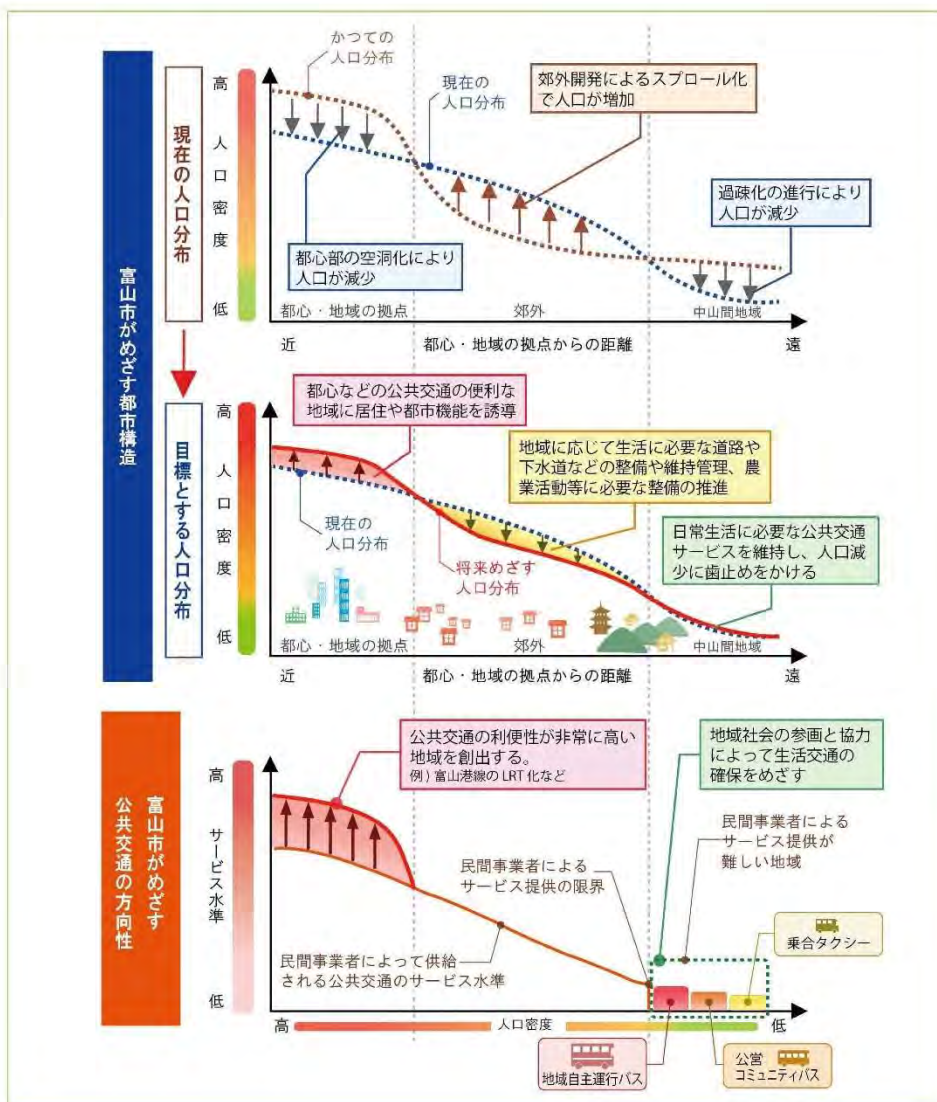 富山市がめざす都市構造
現在の人口分布
高
人口密度
低
かつての
人口分布
現在の
人口分布
郊外開発によるスプロール化
で人口が増加
過疎化の進行により
人口が減少
都心部の空洞化により
人口が減少
都心・地域の拠点
郊外
中山間地域
近
都心・地域の拠点からの距離
遠
目標とする人口分布
高
人口密度
低
都心などの公共交通の便利な
地域に居住や都市機能を誘導
地域に応じて生活に必要な道路や
下水道などの整備や維持管理、農
業活動等に必要な整備の推進
現在の
人口分布
将来めざす
人口分布
日常生活に必要な公共交通
サービスを維持し、人口減
少に歯止めをかける
都心・地域の拠点
郊外
中山間地域
近
都心・地域の拠点からの距離
遠
富山市がめざす
公共交通の方向性
高
サービス水準
低
公共交通の利便性が非常に高い
地域を創出する。
例）富山港線のLRT化など
地域社会の参画と協力
によって生活交通の
確保をめざす
民間事業者による
サービス提供が
難しい地域
民間事業者による
サービス提供の限界
乗合タクシー
民間事業者によって供給
される公共交通のサービス水準
高
人口密度
低
地域自主運行バス
公営
コミュニティバス